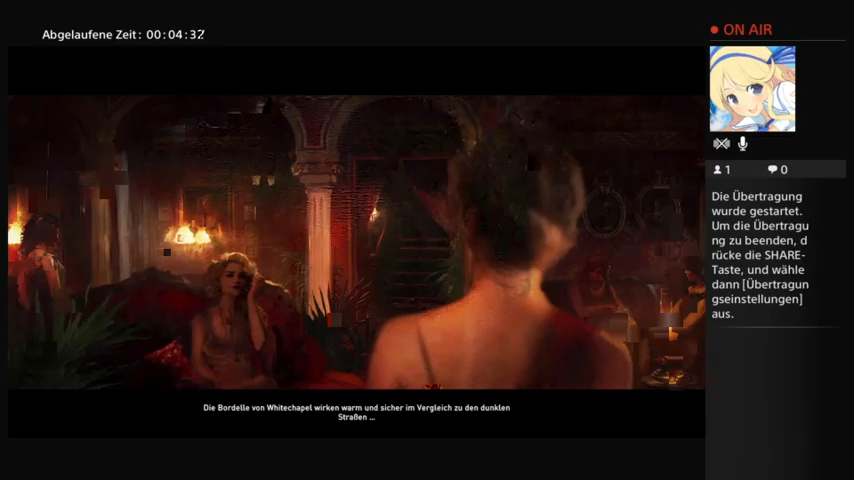 Abgelaufene Zeit: 00:04:32
ON AIR
1 0
Die Übertragung
wurde gestartet.
Um die Übertragu
ng zu beenden, d
rücke die SHARE-
Taste, und wähle
dann [Übertragun
gseinstellungen]
aus.
Die Bordelle von Whitechapel wirken warm und sicher im Vergleich zu den dunklen
Straßen ...